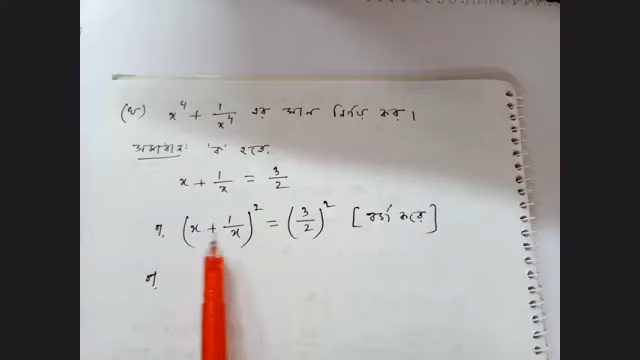 (ঘ) x⁴ + 1/x⁴ এর মান নির্ণয় কর।
সমাধান: 'ক' হতে,
x + 1/x = 3/2
বা, (x + 1/x)² = (3/2)² [বর্গ করে]
বা,